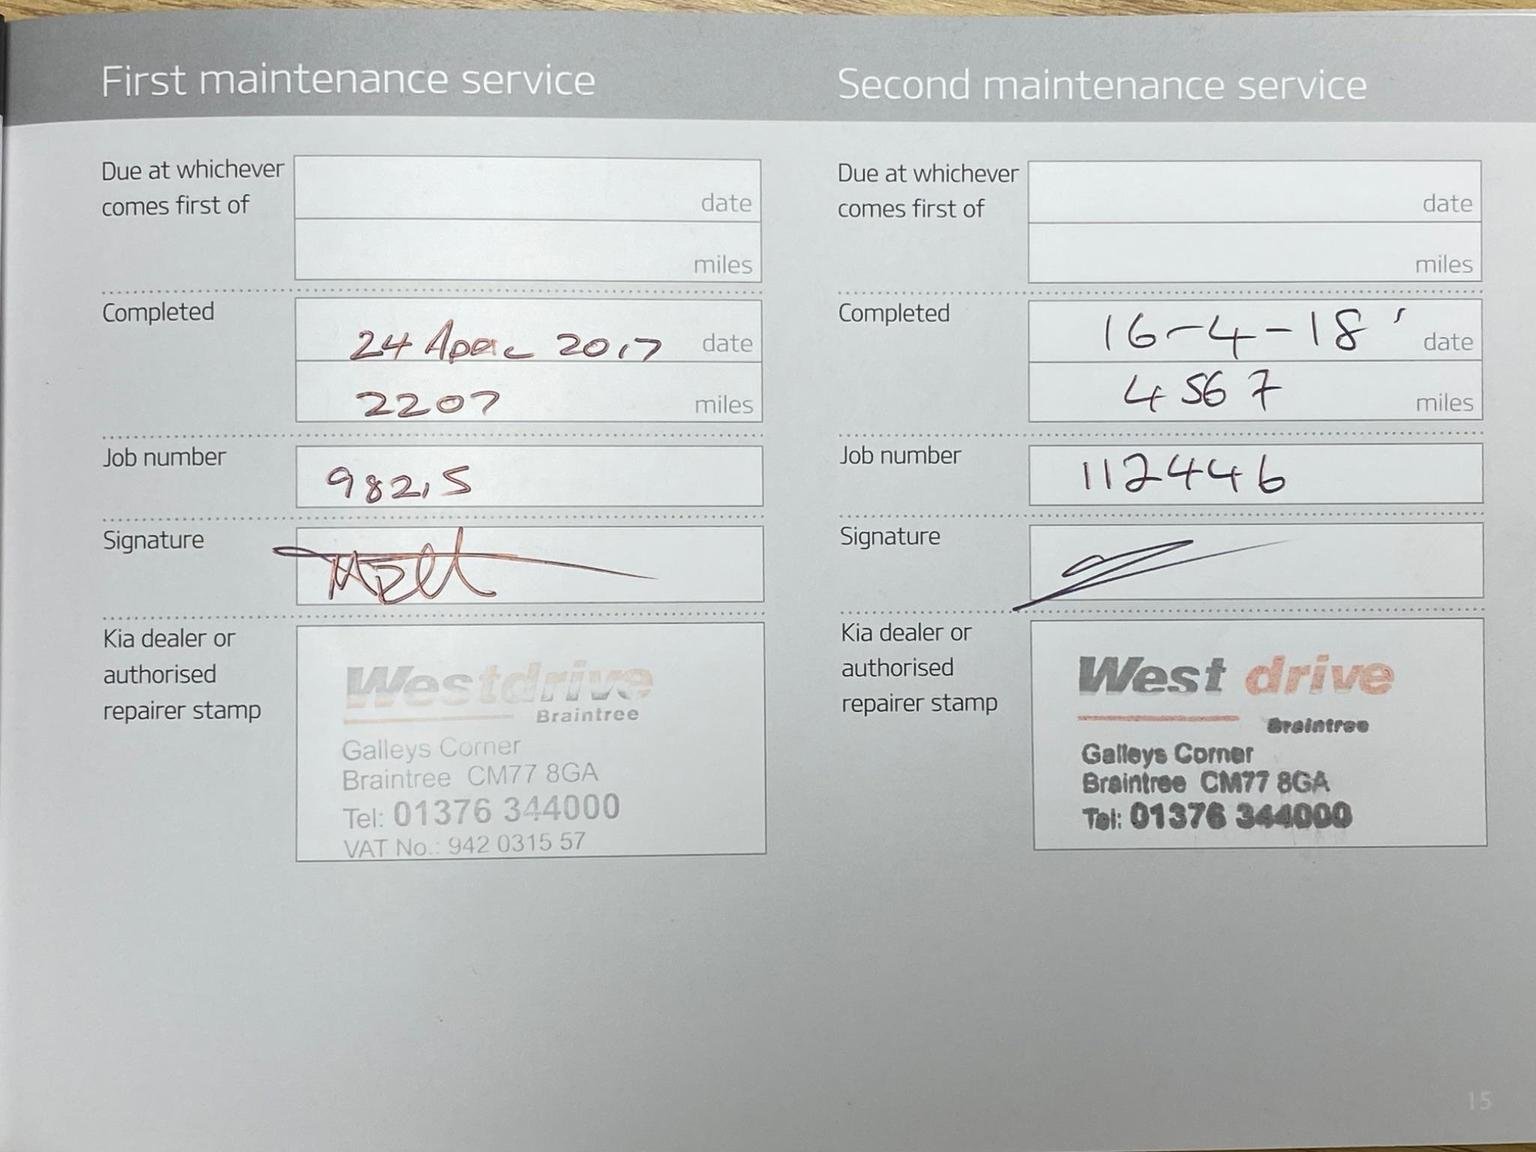 First maintenance service
Due at whichever
comes first of
date
miles
Completed
24 April 2017 date
2207 miles
Job number
98215
Signature
Kia dealer or
authorised
repairer stamp
Westdrive
Braintree
Galleys Corner
Braintree CM77 8GA
Tel: 01376 344000
VAT No.: 942 0315 57
Second maintenance service
Due at whichever
comes first of
date
miles
Completed
16-4-18 date
4567 miles
Job number
112446
Signature
Kia dealer or
authorised
repairer stamp
West drive
Braintree
Galleys Corner
Braintree CM77 8GA
Tel: 01376 344000
15